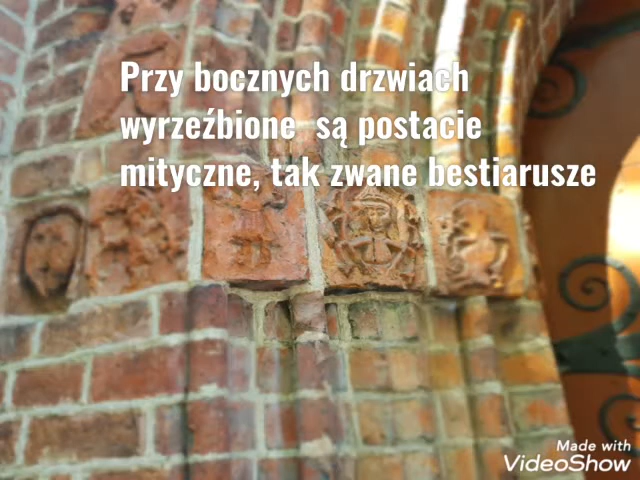 Przy bocznych drzwiach
wyrzeźbione  są postacie
mityczne, tak zwane bestiarusze
Made with
VideoShow